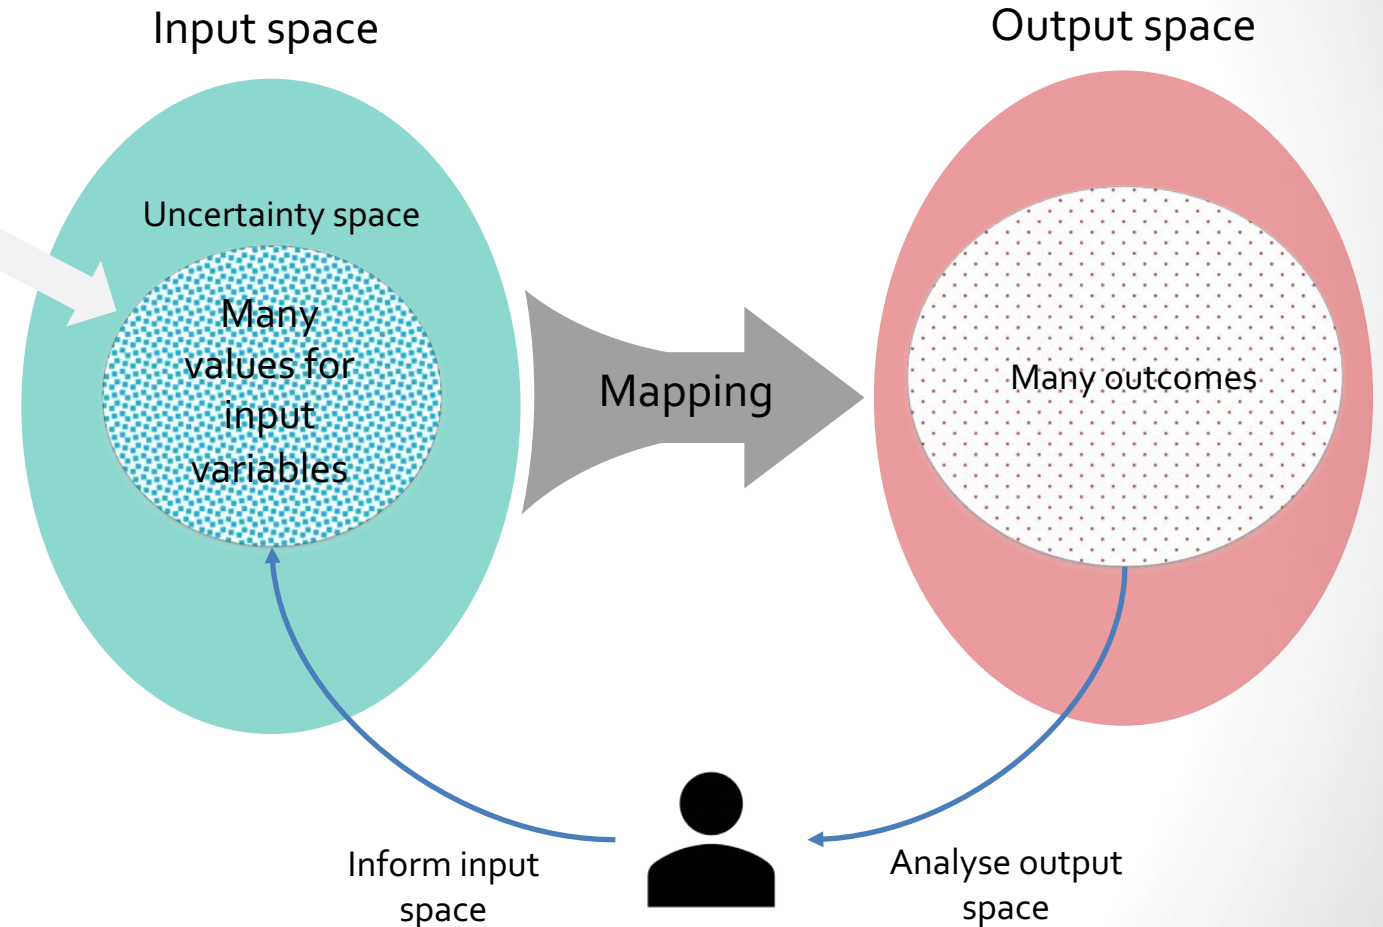 Input space
Output space
Uncertainty space
Many
values for
input
variables
Mapping
Many outcomes
Inform input
space
Analyse output
space